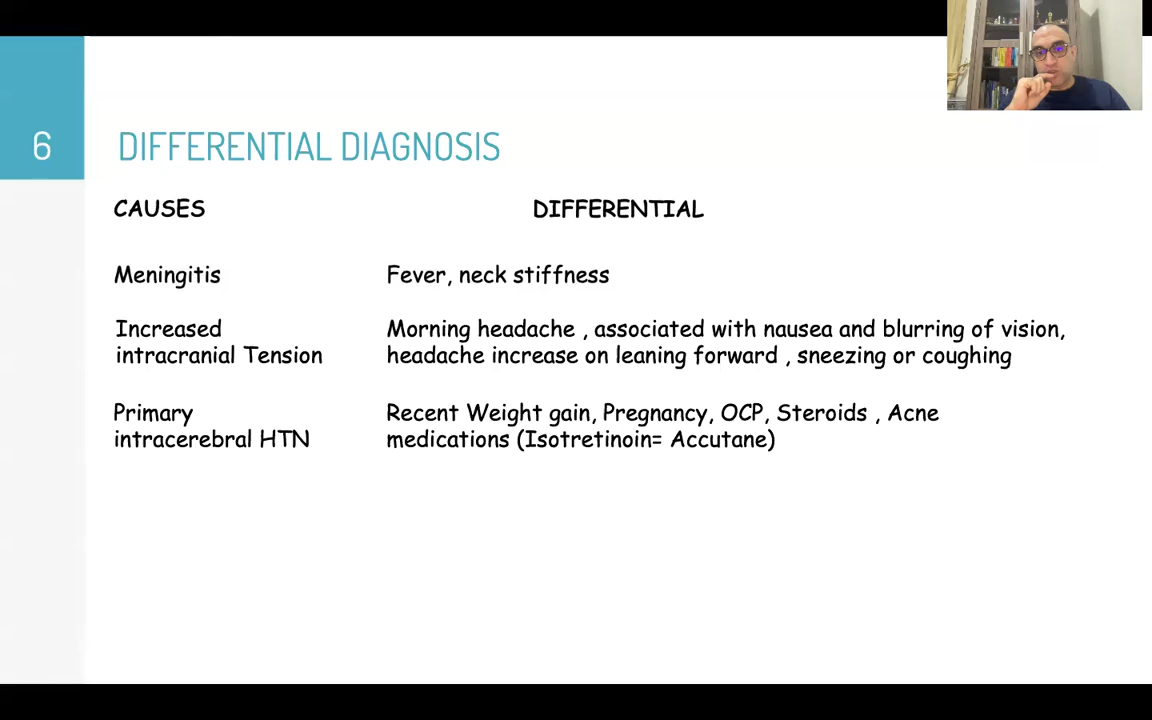 6
DIFFERENTIAL DIAGNOSIS
CAUSES DIFFERENTIAL
Meningitis Fever, neck stiffness
Increased Morning headache , associated with nausea and blurring of vision,
intracranial Tension headache increase on leaning forward , sneezing or coughing
Primary Recent Weight gain, Pregnancy, OCP, Steroids , Acne
intracerebral HTN medications (Isotretinoin= Accutane)